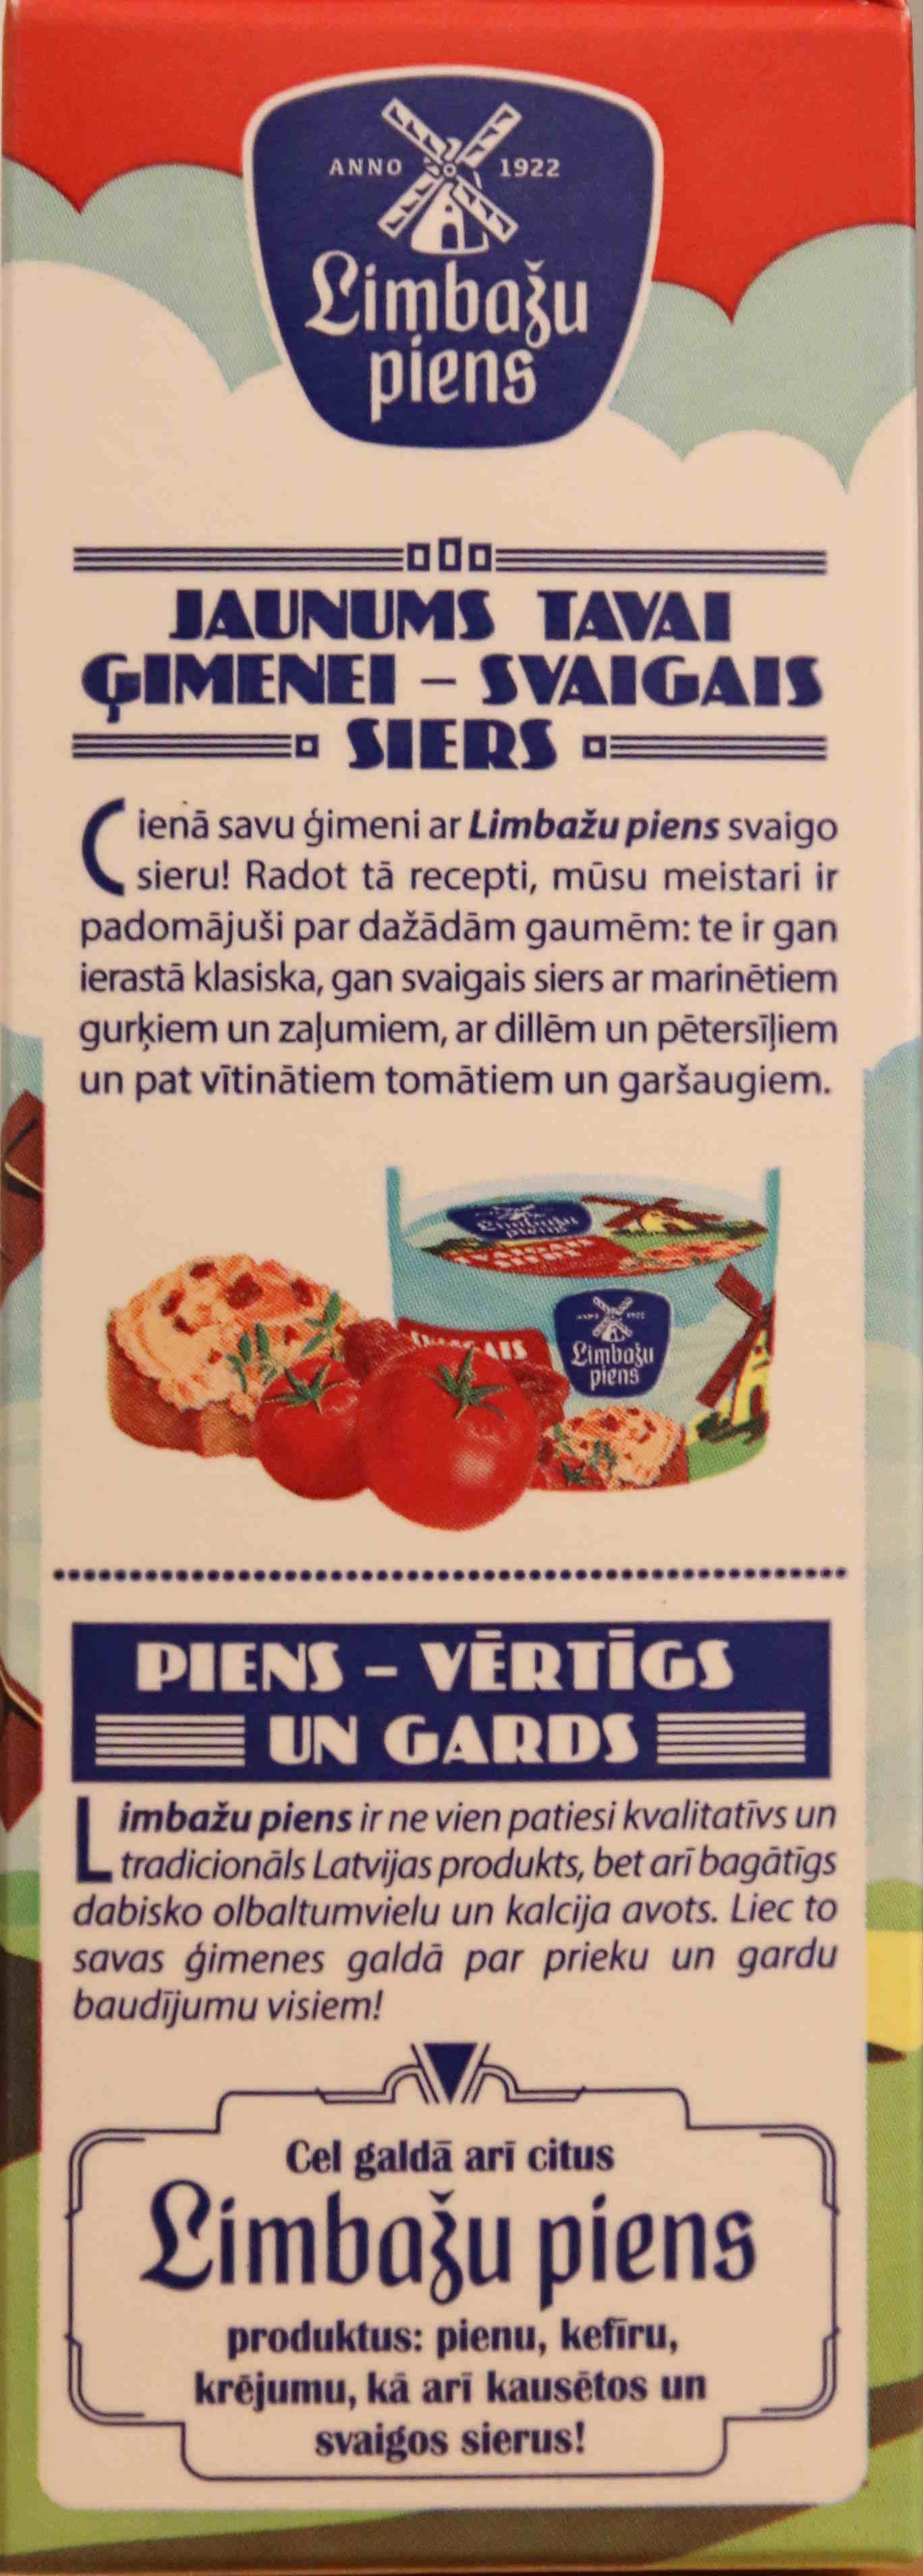 ANNO 1922
Limbažu
piens
JAUNUMS TAVAI
ĢIMENEI – SVAIGAIS
SIERS
Cienā savu ģimeni ar Limbažu piens svaigo
sieru! Radot tā recepti, mūsu meistari ir
padomājuši par dažādām gaumēm: te ir gan
ierastā klasiska, gan svaigais siers ar marinētiem
gurķiem un zaļumiem, ar dillēm un pētersīļiem
un pat vītinātiem tomātiem un garšaugiem.
Limbažu
piens
SVAIGAIS
SIERS
SVAIGAIS
Limbažu
piens
PIENS – VĒRTĪGS
UN GARDS
Limbažu piens ir ne vien patiesi kvalitatīvs un
tradicionāls Latvijas produkts, bet arī bagātīgs
dabisko olbaltumvielu un kalcija avots. Liec to
savas ģimenes galdā par prieku un gardu
baudījumu visiem!
Cel galdā arī citus
Limbažu piens
produktus: pienu, kefīru,
krējumu, kā arī kausētos un
svaigos sierus!